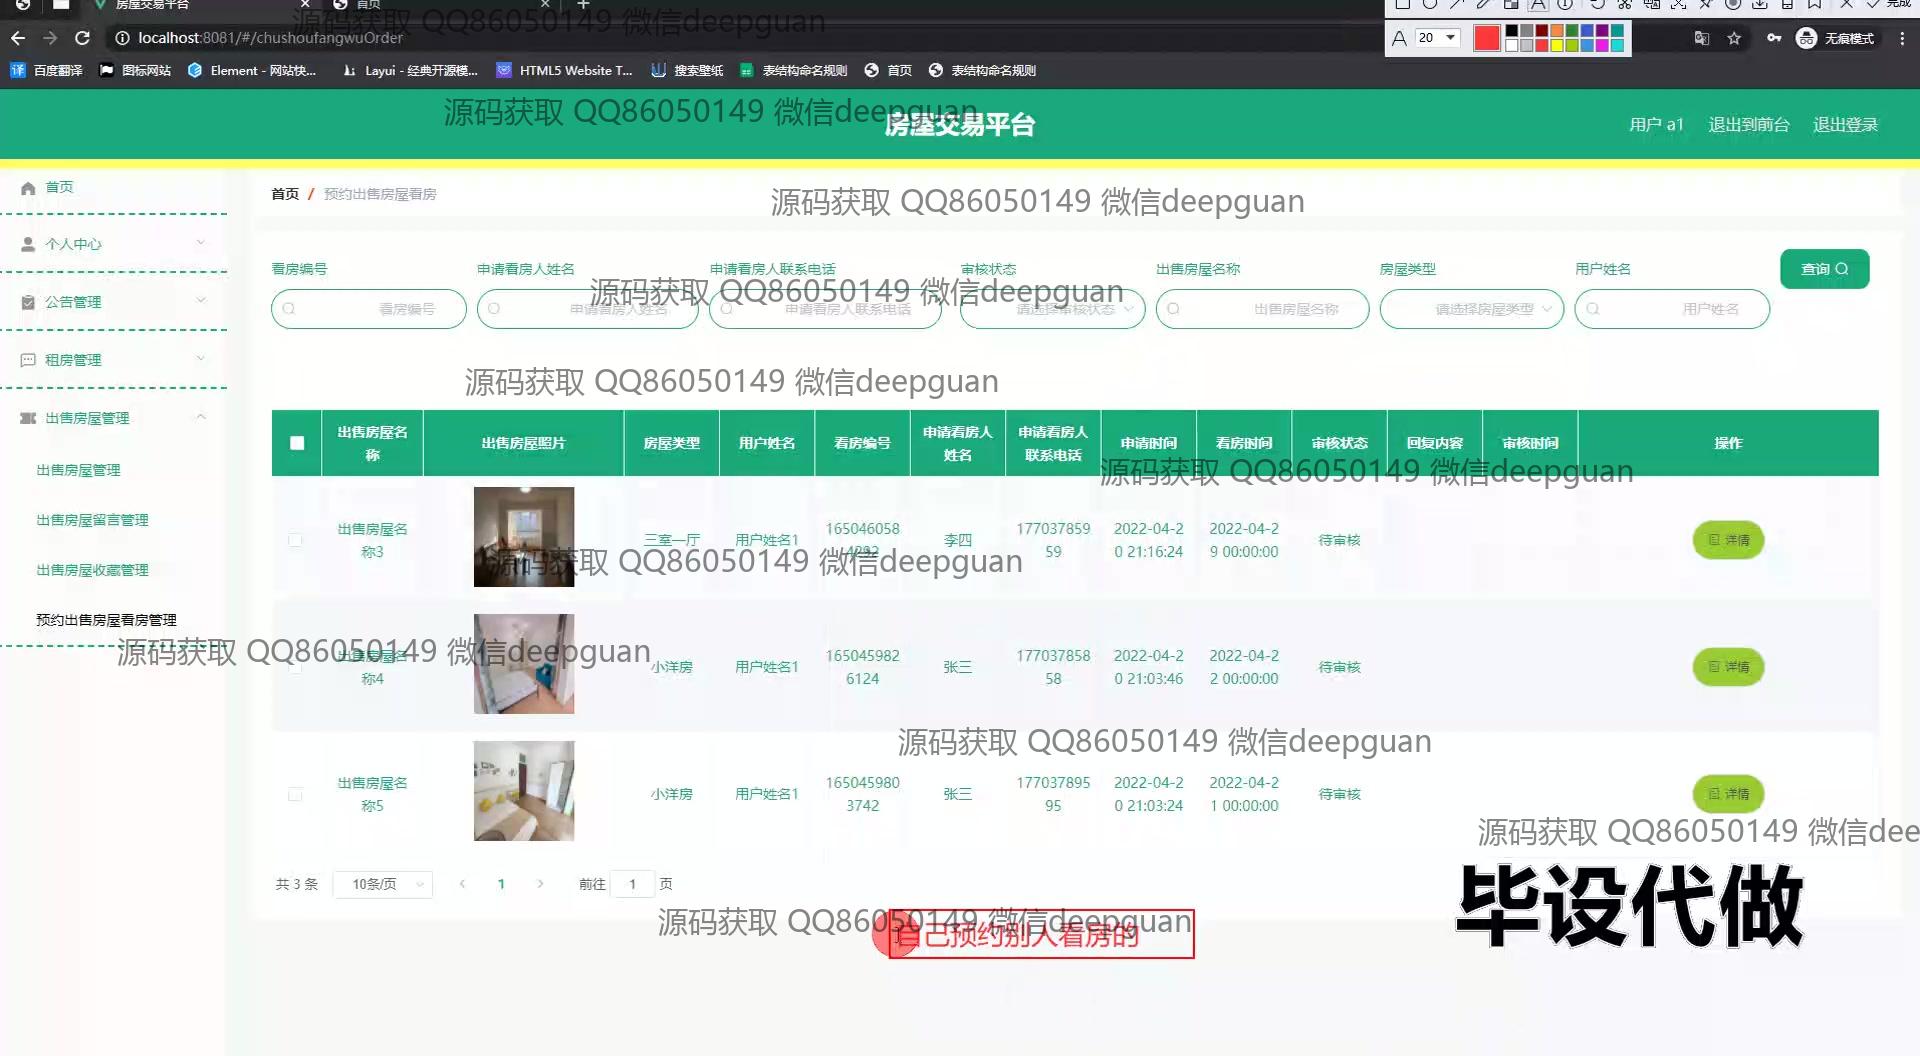 房屋交易平台
首页
源码获取 QQ86050149 微信deepguan
完成
localhost:8081/#/chushoufangwuOrder
A 20
无痕模式
百度翻译
图标网站
Element - 网站快...
Layui - 经典开源模...
HTML5 Website T...
搜索壁纸
表结构命名规则
首页
表结构命名规则
源码获取 QQ86050149 微信deepguan
房屋交易平台
用户 a1
退出到前台
退出登录
首页
个人中心
公告管理
租房管理
出售房屋管理
出售房屋管理
出售房屋留言管理
出售房屋收藏管理
预约出售房屋看房管理
首页 / 预约出售房屋看房
源码获取 QQ86050149 微信deepguan
看房编号
申请看房人姓名
申请看房人联系电话
审核状态
出售房屋名称
房屋类型
用户姓名
查询
源码获取 QQ86050149 微信deepguan
看房编号
申请看房人姓名
申请看房人联系电话
请选择审核状态
出售房屋名称
请选择房屋类型
用户姓名
源码获取 QQ86050149 微信deepguan
出售房屋名称
出售房屋照片
房屋类型
用户姓名
看房编号
申请看房人姓名
申请看房人联系电话
申请时间
看房时间
审核状态
回复内容
审核时间
操作
源码获取 QQ86050149 微信deepguan
出售房屋名称3
三室一厅
用户姓名1
165046058
李四
17703785959
2022-04-20 21:16:24
2022-04-29 00:00:00
待审核
详情
源码获取 QQ86050149 微信deepguan
出售房屋名称4
小洋房
用户姓名1
1650459826124
张三
17703785858
2022-04-20 21:03:46
2022-04-22 00:00:00
待审核
详情
源码获取 QQ86050149 微信deepguan
源码获取 QQ86050149 微信deepguan
出售房屋名称5
小洋房
用户姓名1
1650459803742
张三
17703789595
2022-04-20 21:03:24
2022-04-21 00:00:00
待审核
详情
源码获取 QQ86050149 微信dee
共 3 条
10条/页
1
前往 1 页
毕设代做
源码获取 QQ86050149 微信deepguan
自己预约别人看房的